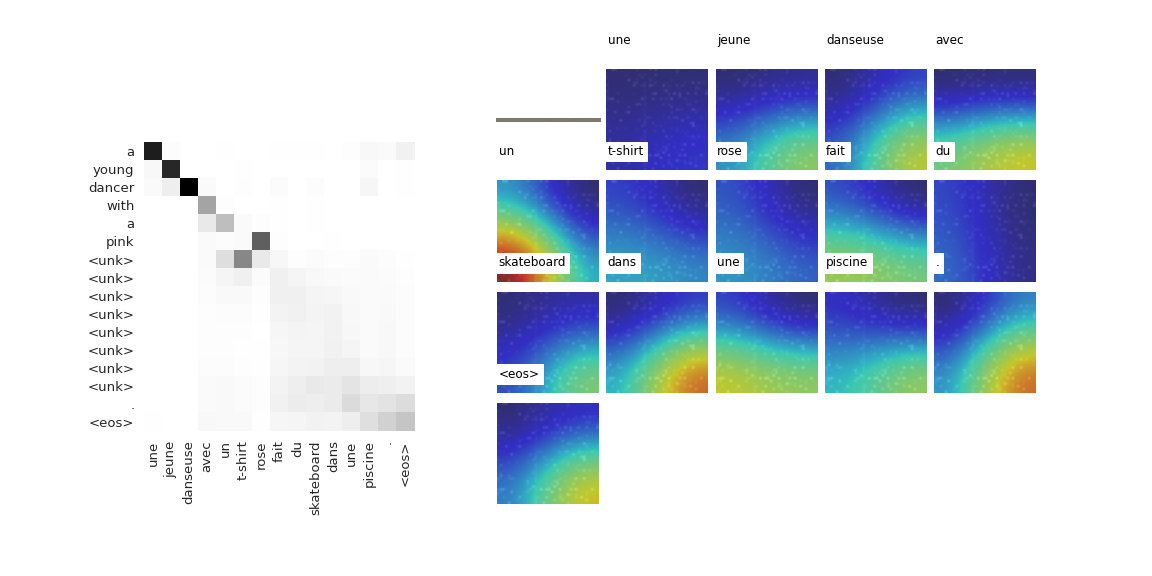 a
young
dancer
with
a
pink
<unk>
<unk>
<unk>
<unk>
<unk>
<unk>
<unk>
<unk>
.
<eos>
une
jeune
danseuse
avec
un
t-shirt
rose
fait
du
skateboard
dans
une
piscine
.
<eos>
une jeune danseuse avec
un t-shirt rose fait du
skateboard dans une piscine .
<eos>